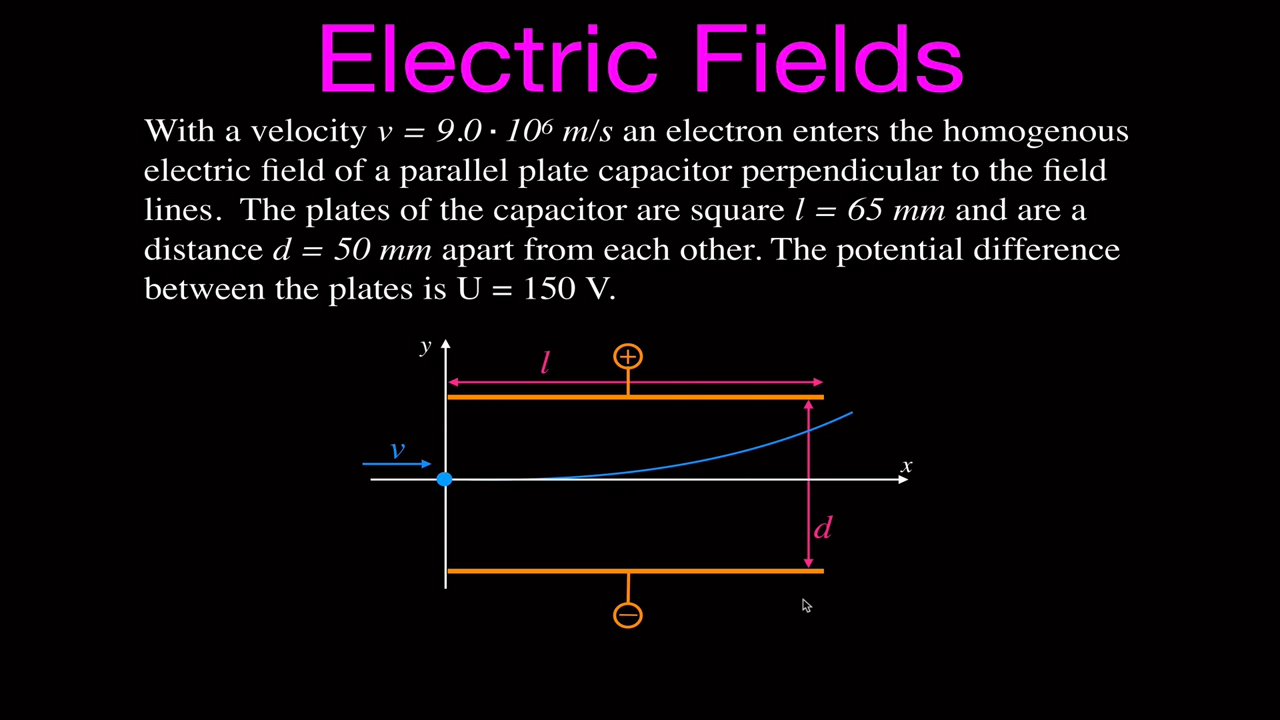 Electric Fields
With a velocity v = 9.0 · 10⁶ m/s an electron enters the homogenous
electric field of a parallel plate capacitor perpendicular to the field
lines. The plates of the capacitor are square l = 65 mm and are a
distance d = 50 mm apart from each other. The potential difference
between the plates is U = 150 V.
y
l
+
v
x
d
−